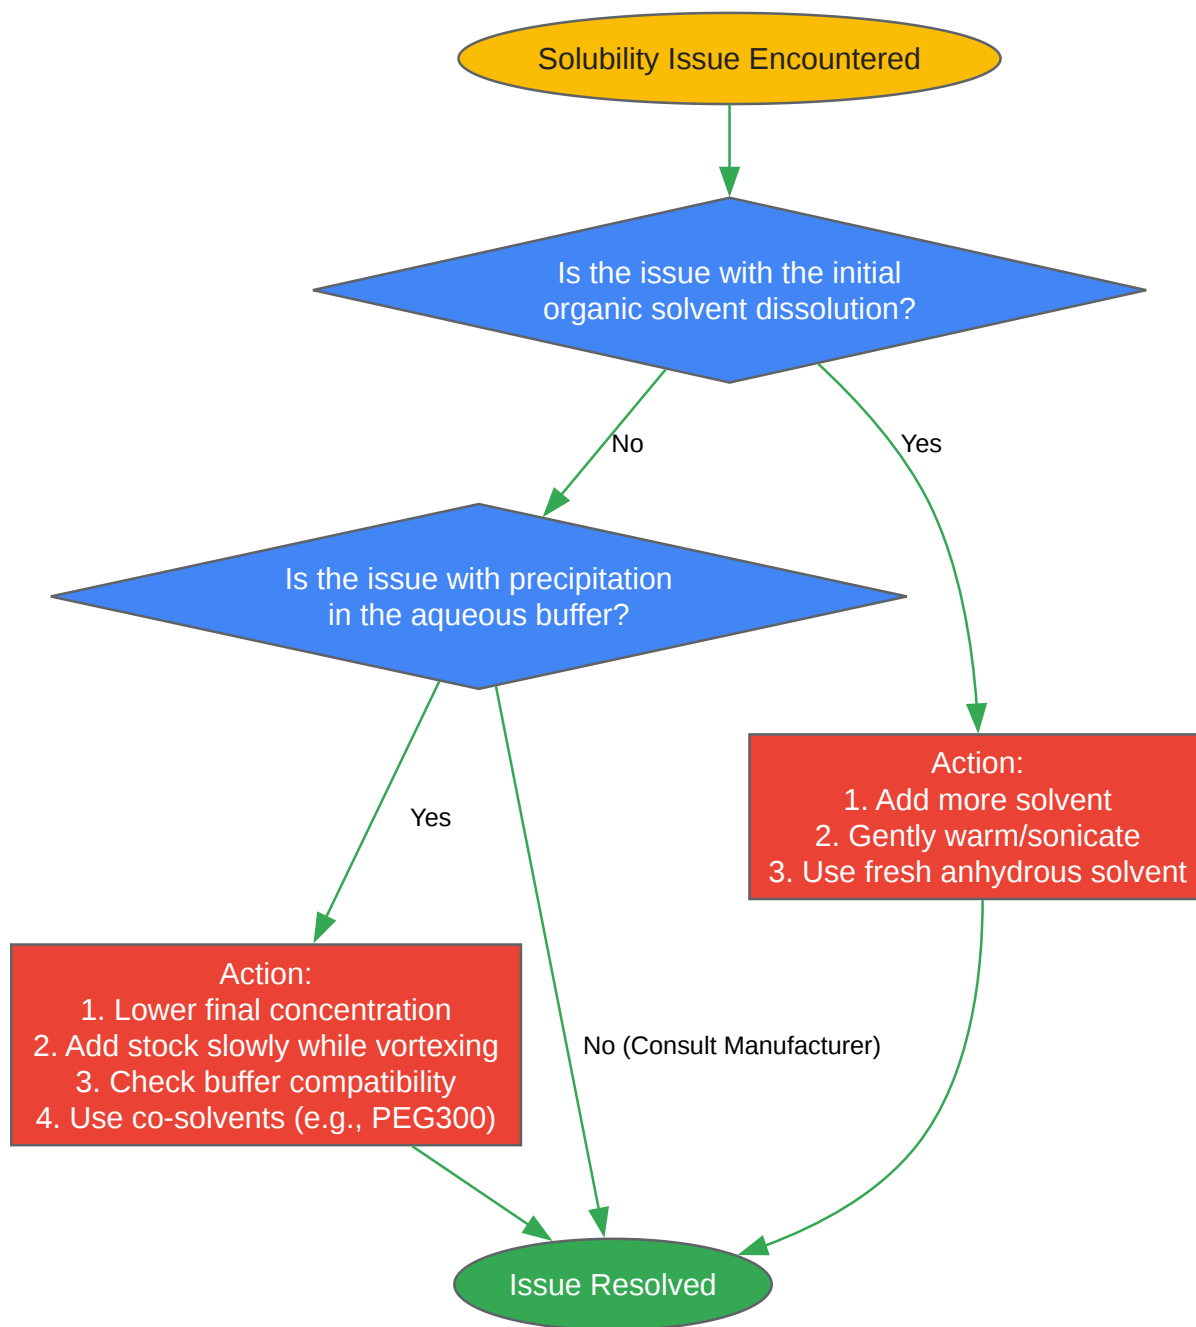 Solubility Issue Encountered
Is the issue with the initial
organic solvent dissolution?
No
Yes
Is the issue with precipitation
in the aqueous buffer?
Action:
1. Add more solvent
2. Gently warm/sonicate
3. Use fresh anhydrous solvent
Yes
Action:
1. Lower final concentration
2. Add stock slowly while vortexing
3. Check buffer compatibility
4. Use co-solvents (e.g., PEG300)
No (Consult Manufacturer)
Issue Resolved